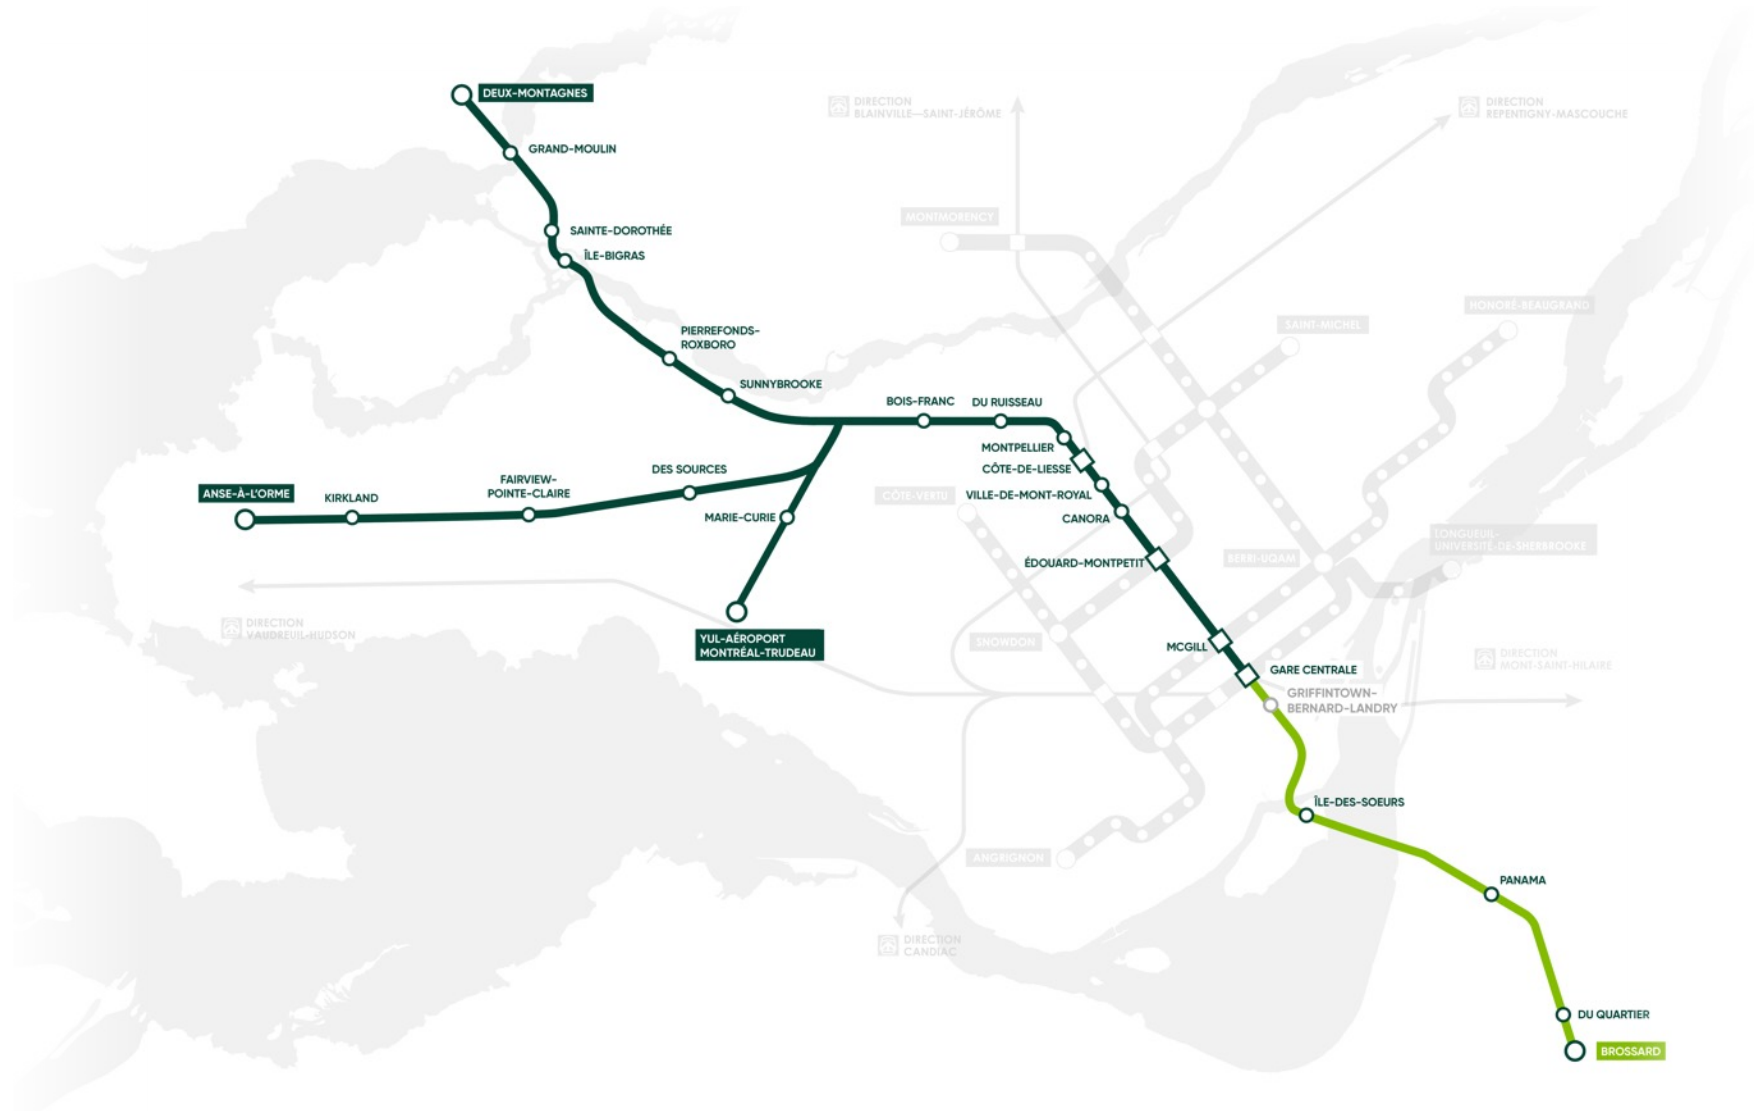 DEUX-MONTAGNES
GRAND-MOULIN
SAINTE-DOROTHÉE
ÎLE-BIGRAS
PIERREFONDS-
ROXBORO
SUNNYBROOKE
DIRECTION
BLAINVILLE—SAINT-JÉRÔME
DIRECTION
REPENTIGNY-MASCOUCHE
MONTMORENCY
SAINT-MICHEL
HONORÉ-BEAUGRAND
BOIS-FRANC
DU RUISSEAU
MONTPELLIER
CÔTE-DE-LIESSE
VILLE-DE-MONT-ROYAL
CANORA
ÉDOUARD-MONTPETIT
MCGILL
GARE CENTRALE
GRIFFINTOWN-
BERNARD-LANDRY
ANSE-À-L'ORME
KIRKLAND
FAIRVIEW-
POINTE-CLAIRE
DES SOURCES
MARIE-CURIE
YUL-AÉROPORT
MONTRÉAL-TRUDEAU
CÔTE-VERTU
BERRI-UQAM
LONGUEUIL-
UNIVERSITÉ-DE-SHERBROOKE
SNOWDON
DIRECTION
VAUDREUIL-HUDSON
DIRECTION
MONT-SAINT-HILAIRE
ANGRIGNON
DIRECTION
CANDIAC
ÎLE-DES-SOEURS
PANAMA
DU QUARTIER
BROSSARD